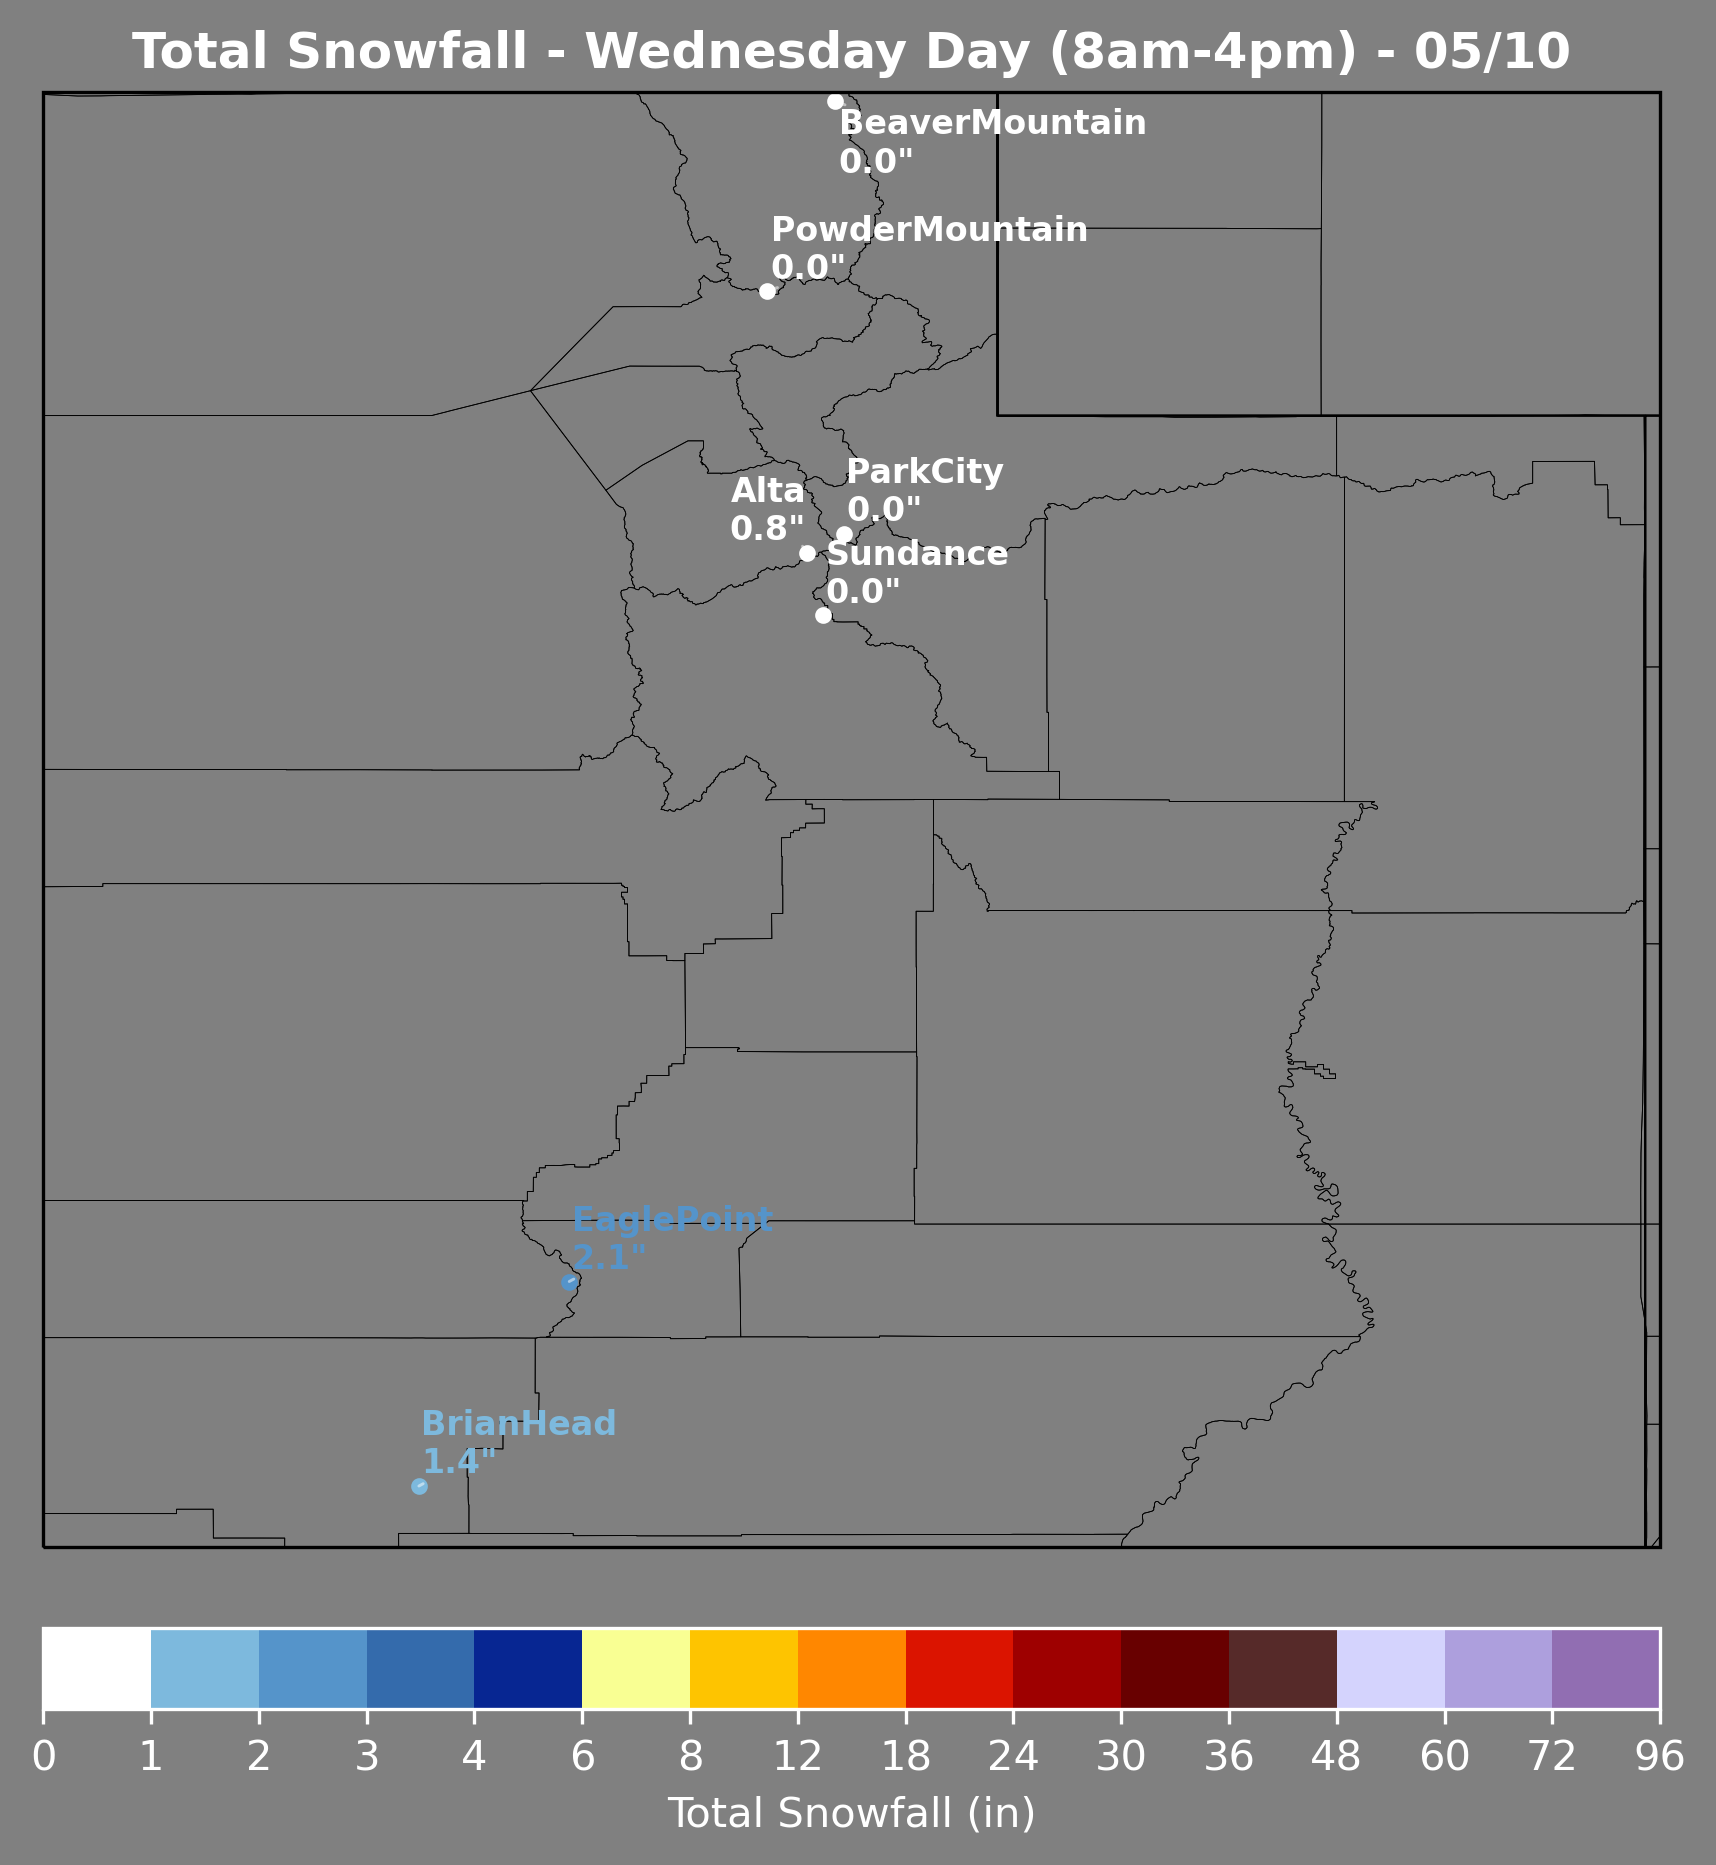 Total Snowfall - Wednesday Day (8am-4pm) - 05/10
BeaverMountain
0.0"
PowderMountain
0.0"
ParkCity
0.0"
Alta
0.8"
Sundance
0.0"
EaglePoint
2.1"
BrianHead
1.4"
0 1 2 3 4 6 8 12 18 24 30 36 48 60 72 96
Total Snowfall (in)